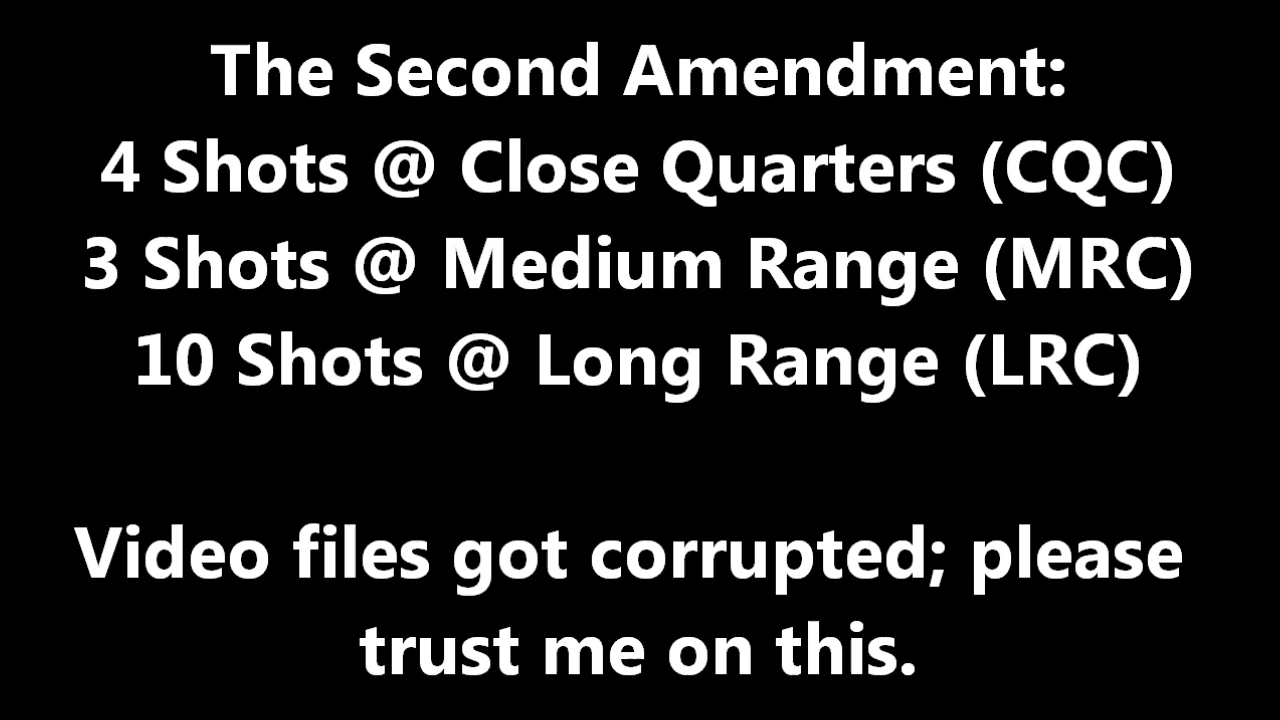 The Second Amendment:
4 Shots @ Close Quarters (CQC)
3 Shots @ Medium Range (MRC)
10 Shots @ Long Range (LRC)
Video files got corrupted; please
trust me on this.